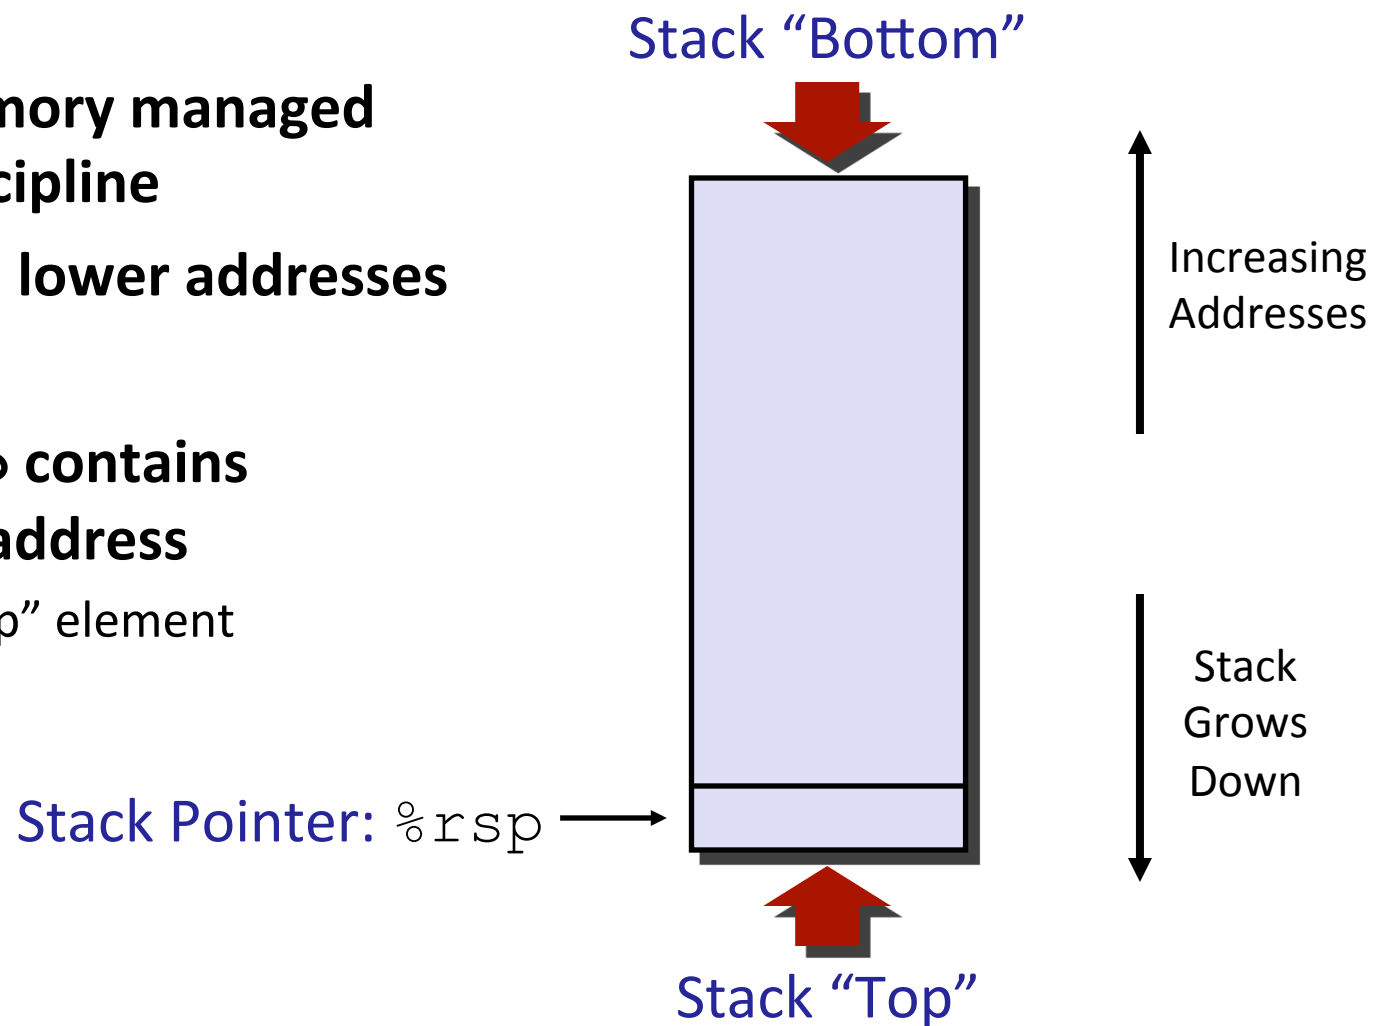 Stack “Bottom”
mory managed
cipline
lower addresses
Increasing
Addresses
contains
address
p” element
Stack
Grows
Down
Stack Pointer: %rsp
Stack “Top”